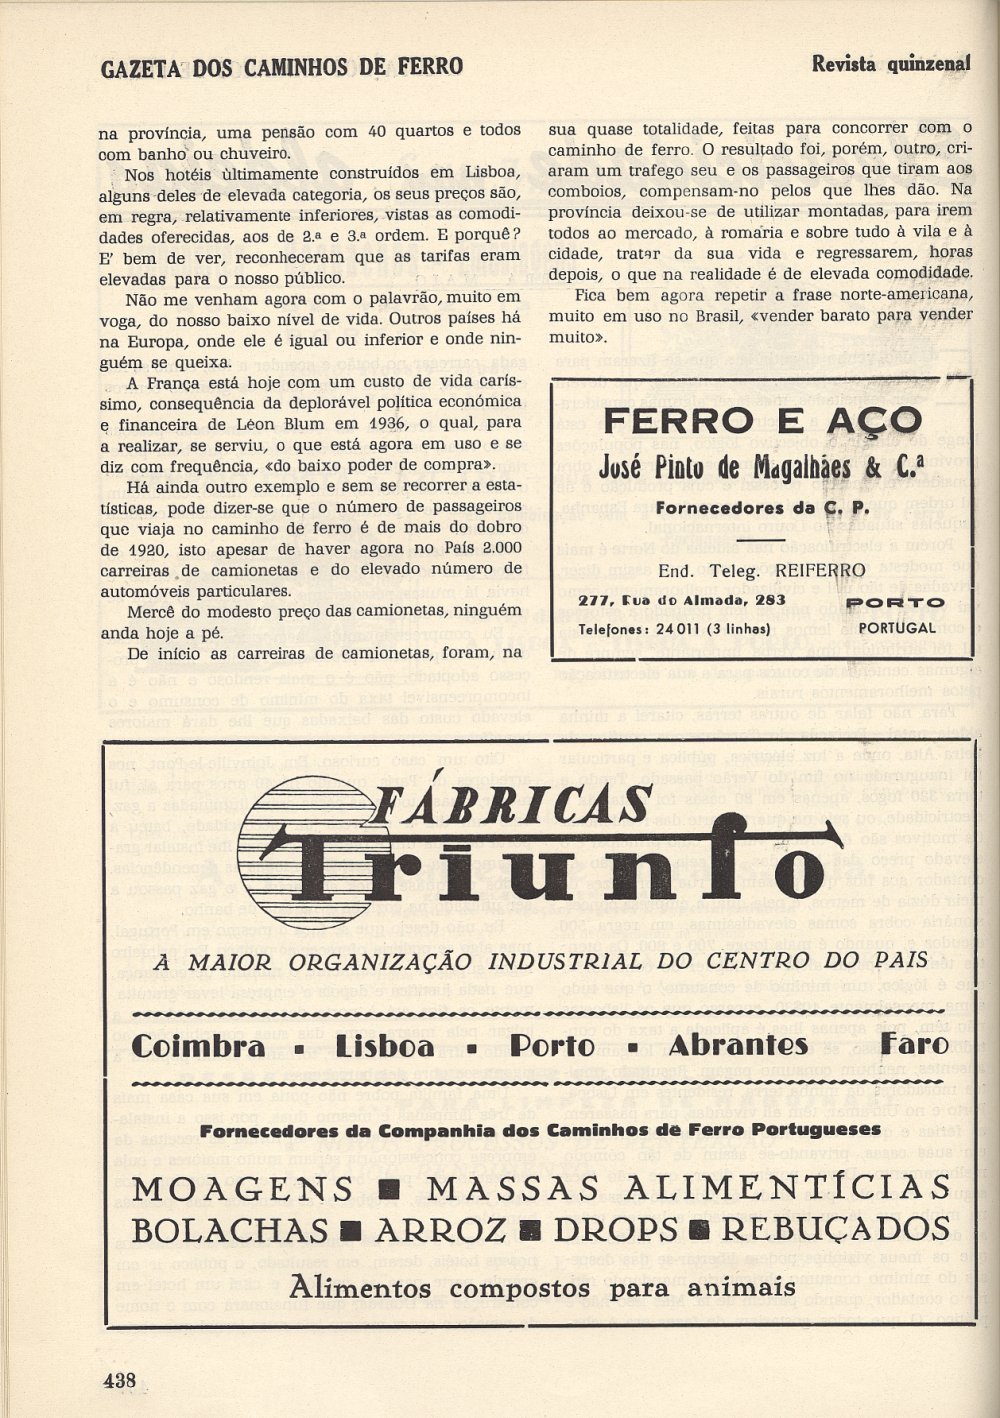 GAZETA DOS CAMINHOS DE FERRO
Revista quinzenal
na província, uma pensão com 40 quartos e todos
com banho ou chuveiro.
Nos hotéis ùltimamente construídos em Lisboa,
alguns deles de elevada categoria, os seus preços são,
em regra, relativamente inferiores, vistas as comodi-
dades oferecidas, aos de 2.ª e 3.ª ordem. E porquê?
E' bem de ver, reconheceram que as tarifas eram
elevadas para o nosso público.
Não me venham agora com o palavrão, muito em
voga, do nosso baixo nível de vida. Outros países há
na Europa, onde ele é igual ou inferior e onde nin-
guém se queixa.
A França está hoje com um custo de vida carís-
simo, consequência da deplorável política económica
e financeira de Léon Blum em 1936, o qual, para
a realizar, se serviu, o que está agora em uso e se
diz com frequência, «do baixo poder de compra».
Há ainda outro exemplo e sem se recorrer a esta-
tísticas, pode dizer-se que o número de passageiros
que viaja no caminho de ferro é de mais do dobro
de 1920, isto apesar de haver agora no País 2.000
carreiras de camionetas e do elevado número de
automóveis particulares.
Mercê do modesto preço das camionetas, ninguém
anda hoje a pé.
De início as carreiras de camionetas, foram, na
sua quase totalidade, feitas para concorrer com o
caminho de ferro. O resultado foi, porém, outro, cri-
aram um trafego seu e os passageiros que tiram aos
comboios, compensam-no pelos que lhes dão. Na
província deixou-se de utilizar montadas, para irem
todos ao mercado, à romária e sobre tudo à vila e à
cidade, tratar da sua vida e regressarem, horas
depois, o que na realidade é de elevada comodidade.
Fica bem agora repetir a frase norte-americana,
muito em uso no Brasil, «vender barato para vender
muito».
FERRO E AÇO
José Pinto de Magalhães & C.ª
Fornecedores da C. P.
End. Teleg. REIFERRO
277, Rua do Almada, 283
PORTO
Telefones: 24011 (3 linhas)
PORTUGAL
FÁBRICAS
Triunfo
A MAIOR ORGANIZAÇÃO INDUSTRIAL DO CENTRO DO PAIS
Coimbra ▪ Lisboa ▪ Porto ▪ Abrantes Faro
Fornecedores da Companhia dos Caminhos de Ferro Portugueses
MOAGENS ■ MASSAS ALIMENTÍCIAS
BOLACHAS ■ ARROZ ■ DROPS ■ REBUÇADOS
Alimentos compostos para animais
438